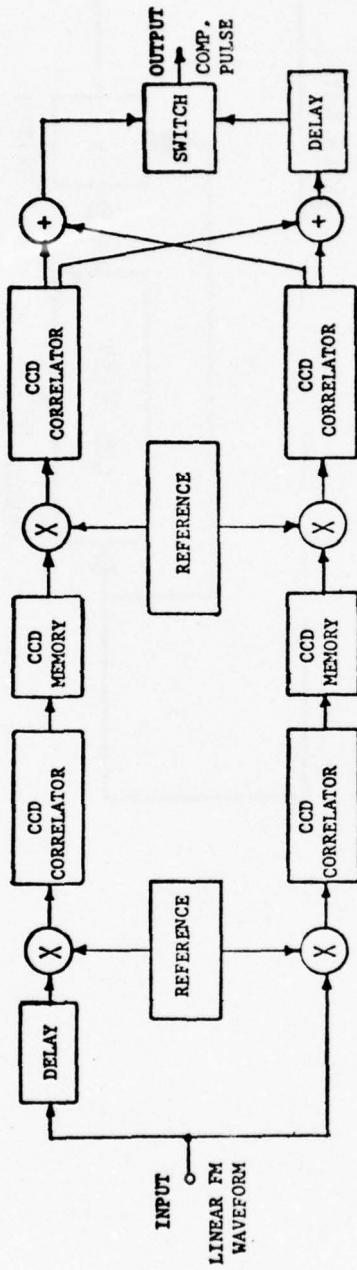 INPUT
LINEAR FM
WAVEFORM
DELAY
X
REFERENCE
X
CCD
CORRELATOR
CCD
CORRELATOR
CCD
MEMORY
CCD
MEMORY
X
REFERENCE
X
CCD
CORRELATOR
CCD
CORRELATOR
+
+
SWITCH
DELAY
OUTPUT
COMP.
PULSE